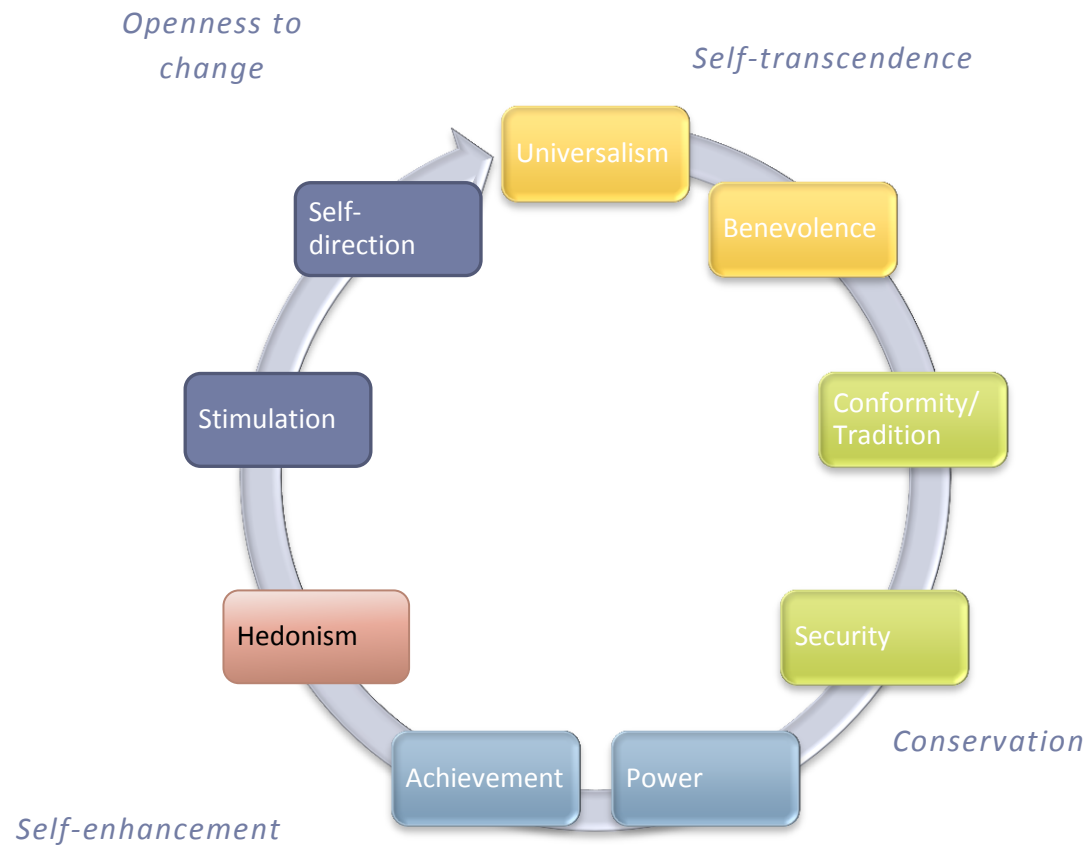 Openness to
change
Self-transcendence
Universalism
Benevolence
Self-
direction
Stimulation
Conformity/
Tradition
Hedonism
Security
Achievement
Power
Conservation
Self-enhancement